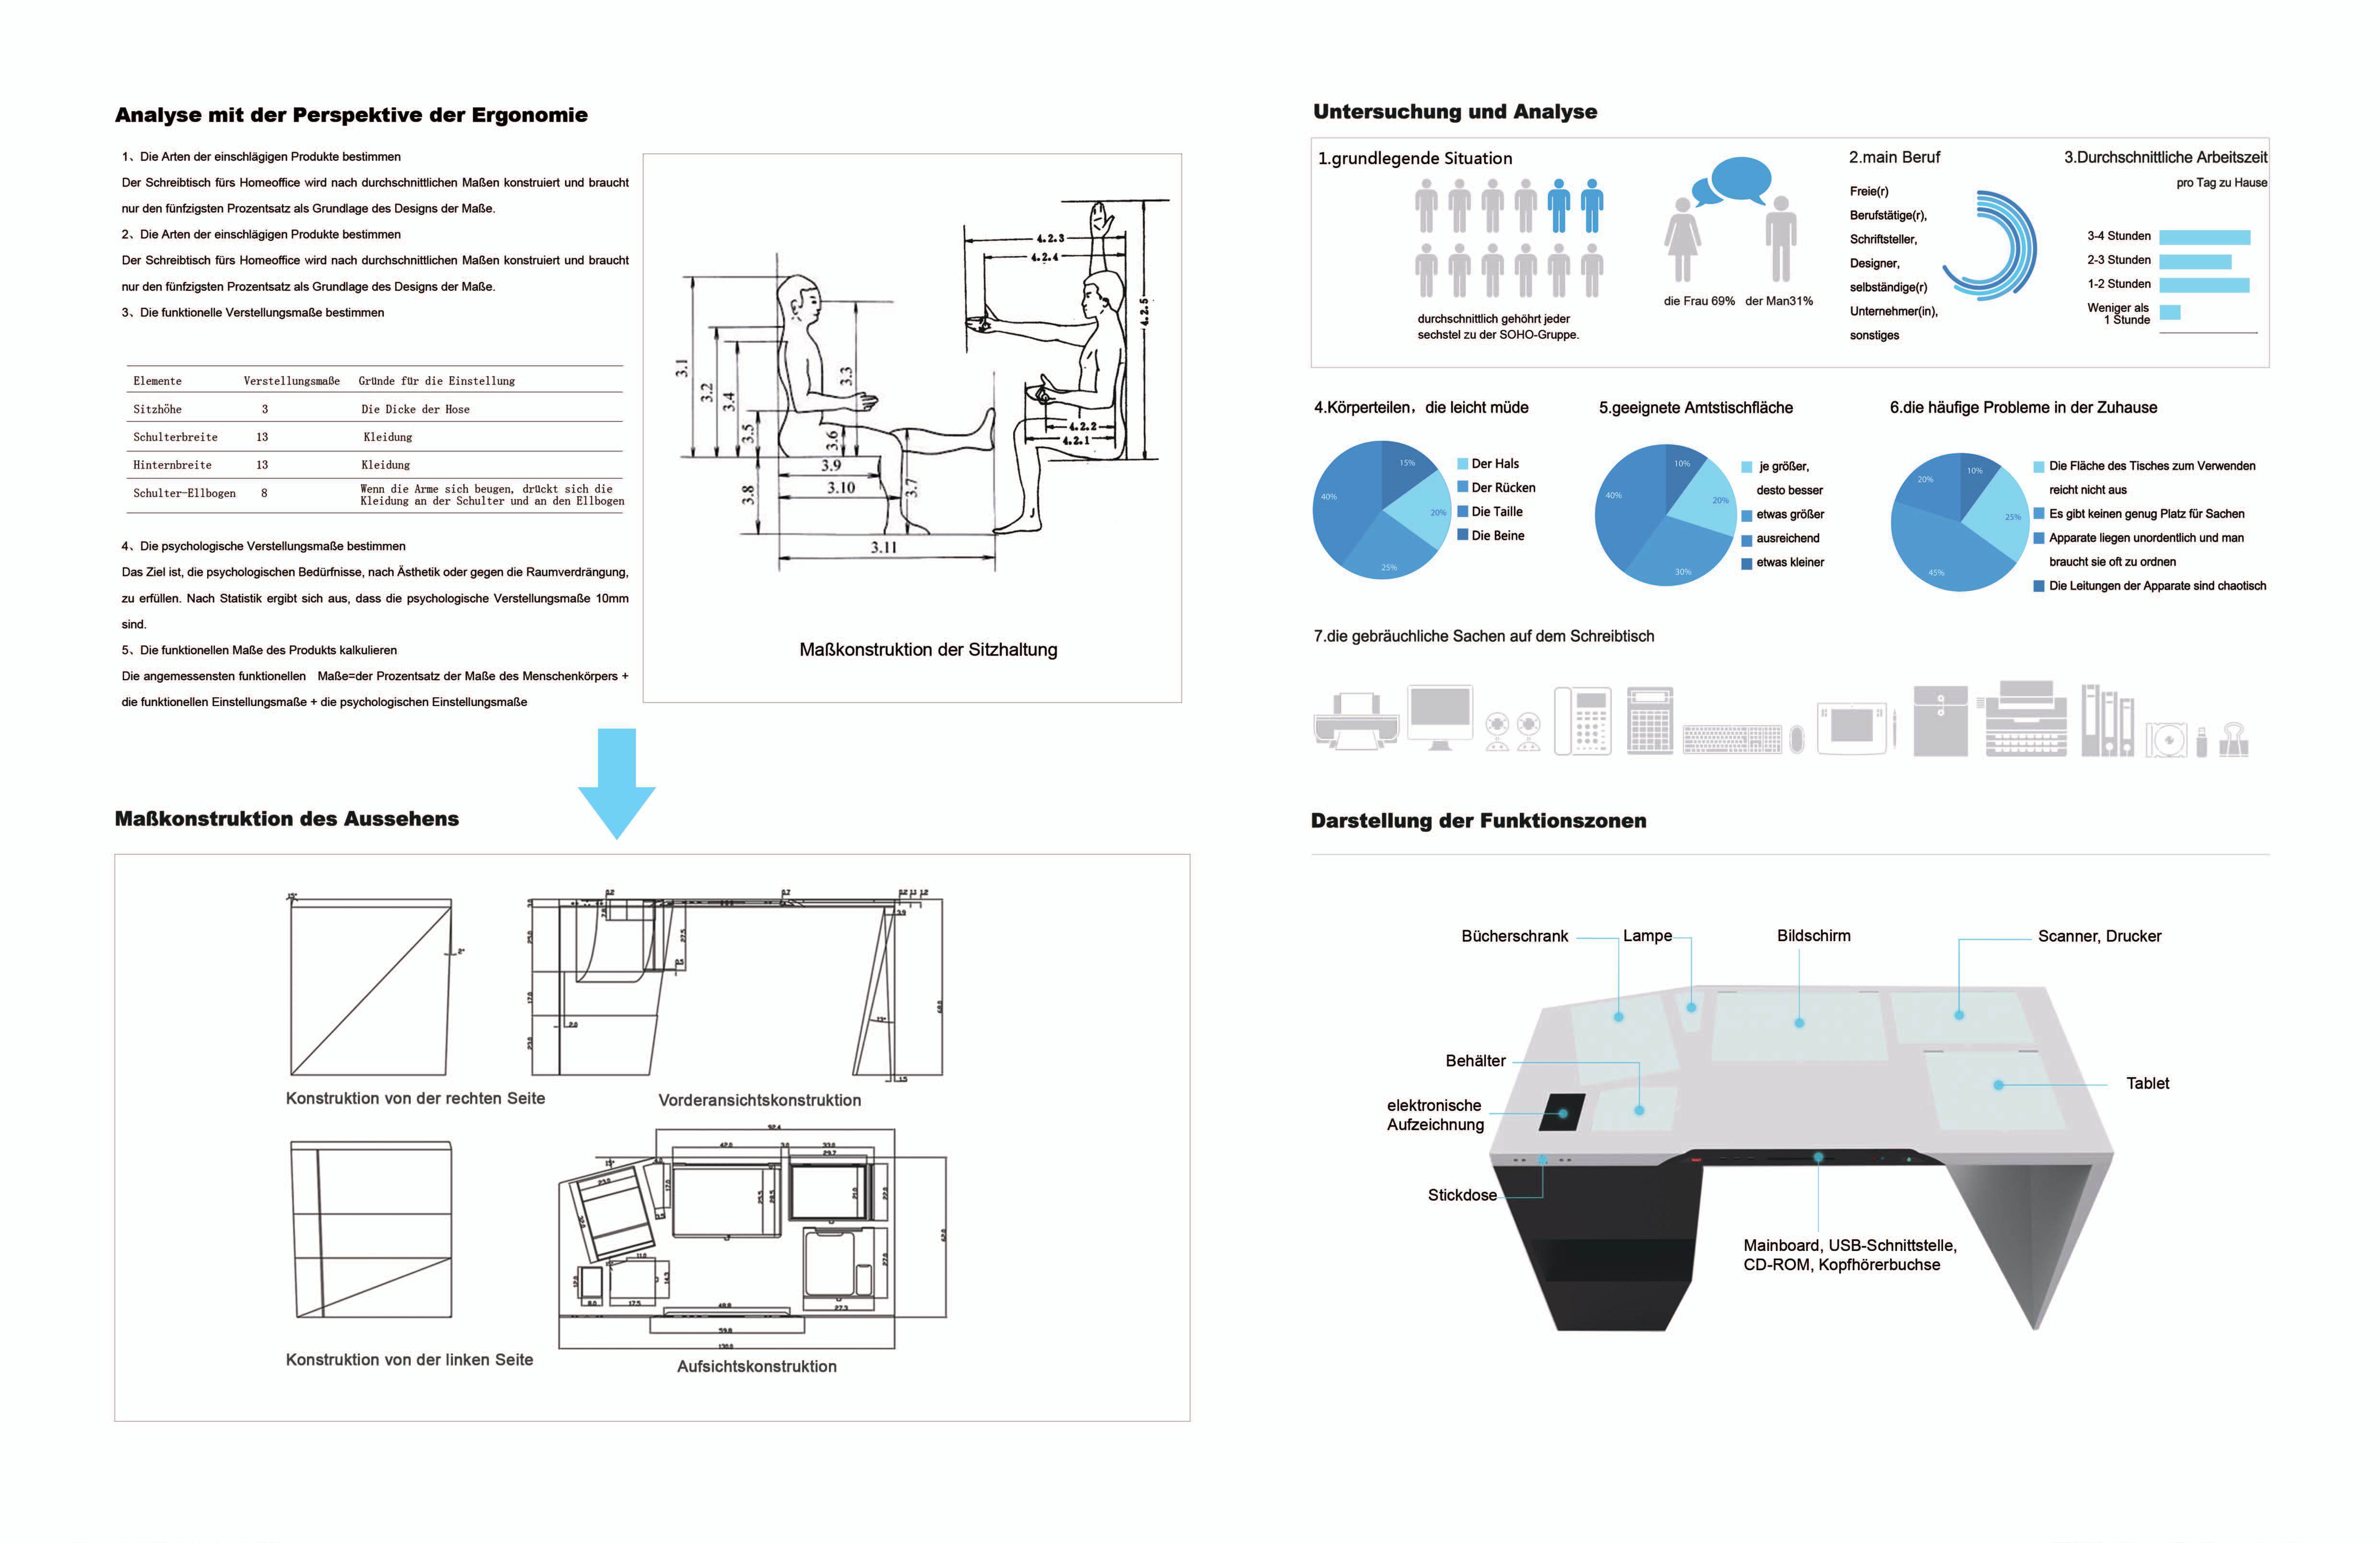 Analyse mit der Perspektive der Ergonomie
1、Die Arten der einschlägigen Produkte bestimmen
Der Schreibtisch fürs Homeoffice wird nach durchschnittlichen Maßen konstruiert und braucht
nur den fünfzigsten Prozentsatz als Grundlage des Designs der Maße.
2、Die Arten der einschlägigen Produkte bestimmen
Der Schreibtisch fürs Homeoffice wird nach durchschnittlichen Maßen konstruiert und braucht
nur den fünfzigsten Prozentsatz als Grundlage des Designs der Maße.
3、Die funktionelle Verstellungsmaße bestimmen
Elemente Verstellungsmaße Gründe für die Einstellung
Sitzhöhe 3 Die Dicke der Hose
Schulterbreite 13 Kleidung
Hinternbreite 13 Kleidung
Schulter-Ellbogen 8 Wenn die Arme sich beugen, drückt sich die
Kleidung an der Schulter und an den Ellbogen
4、Die psychologische Verstellungsmaße bestimmen
Das Ziel ist, die psychologischen Bedürfnisse, nach Ästhetik oder gegen die Raumverdrängung,
zu erfüllen. Nach Statistik ergibt sich aus, dass die psychologische Verstellungsmaße 10mm
sind.
5、Die funktionellen Maße des Produkts kalkulieren
Die angemessensten funktionellen Maße=der Prozentsatz der Maße des Menschenkörpers +
die funktionellen Einstellungsmaße + die psychologischen Einstellungsmaße
3.1
3.2
3.4
3.5
3.8
3.3
3.6
3.9
3.10
3.7
3.11
4.2.3
4.2.4
4.2.5
4.2.2
4.2.1
Maßkonstruktion der Sitzhaltung
Maßkonstruktion des Aussehens
Konstruktion von der rechten Seite
Vorderansichtskonstruktion
Konstruktion von der linken Seite
Aufsichtskonstruktion
Untersuchung und Analyse
1.grundlegende Situation
durchschnittlich gehöhrt jeder
sechstel zu der SOHO-Gruppe.
die Frau 69% der Man31%
2.main Beruf
Freie(r)
Berufstätige(r),
Schriftsteller,
Designer,
selbständige(r)
Unternehmer(in),
sonstiges
3.Durchschnittliche Arbeitszeit
pro Tag zu Hause
3-4 Stunden
2-3 Stunden
1-2 Stunden
Weniger als
1 Stunde
4.Körperteilen，die leicht müde
15%
20%
25%
40%
Der Hals
Der Rücken
Die Taille
Die Beine
5.geeignete Amtstischfläche
10%
20%
30%
40%
je größer,
desto besser
etwas größer
ausreichend
etwas kleiner
6.die häufige Probleme in der Zuhause
10%
25%
45%
20%
Die Fläche des Tisches zum Verwenden
reicht nicht aus
Es gibt keinen genug Platz für Sachen
Apparate liegen unordentlich und man
braucht sie oft zu ordnen
Die Leitungen der Apparate sind chaotisch
7.die gebräuchliche Sachen auf dem Schreibtisch
Darstellung der Funktionszonen
Bücherschrank
Lampe
Bildschirm
Scanner, Drucker
Behälter
elektronische
Aufzeichnung
Tablet
Stickdose
Mainboard, USB-Schnittstelle,
CD-ROM, Kopfhörerbuchse